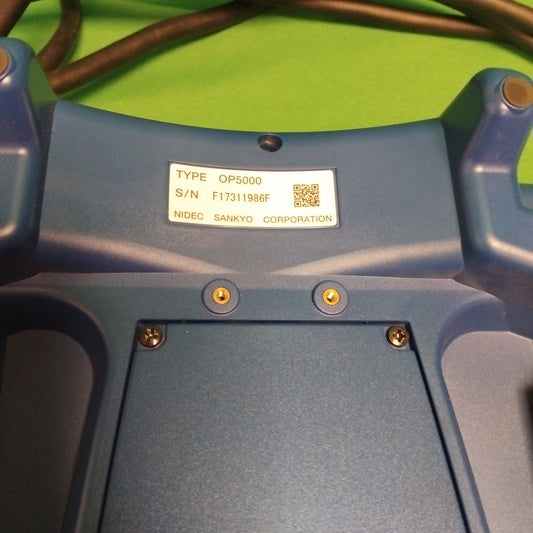 TYPE OP5000
S/N F17311986F
NIDEC SANKYO CORPORATION